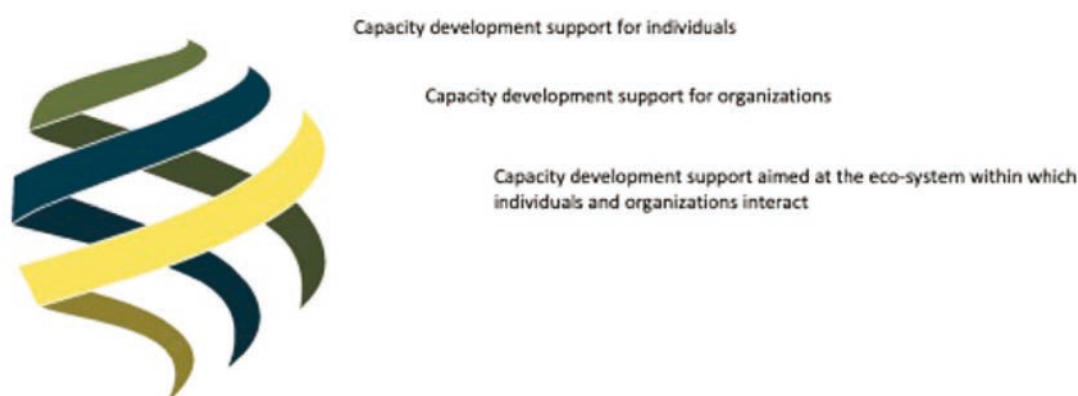 Capacity development support for individuals
Capacity development support for organizations
Capacity development support aimed at the eco-system within which
individuals and organizations interact